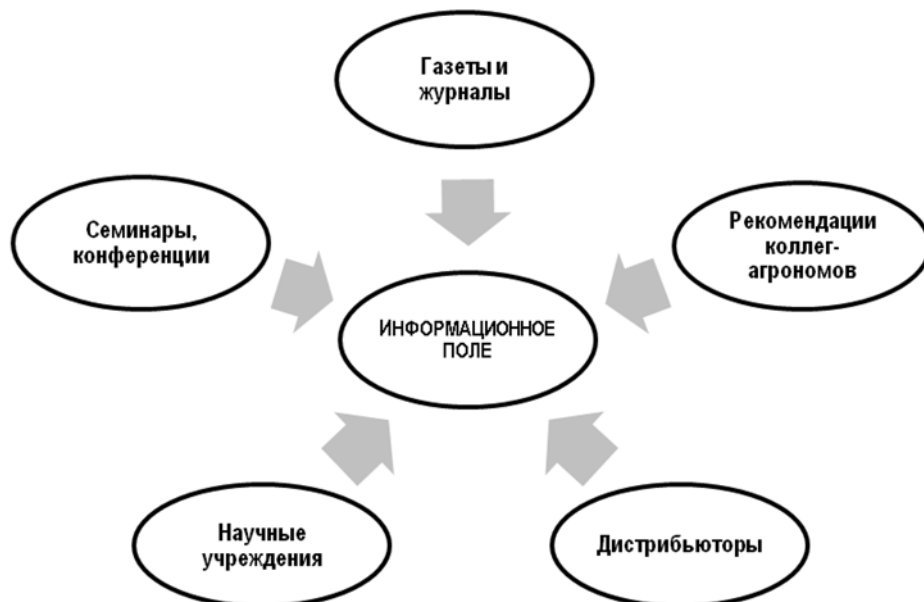 Газеты и
журналы
Семинары,
конференции
Рекомендации
коллег-
агрономов
ИНФОРМАЦИОННОЕ
ПОЛЕ
Научные
учреждения
Дистрибьюторы